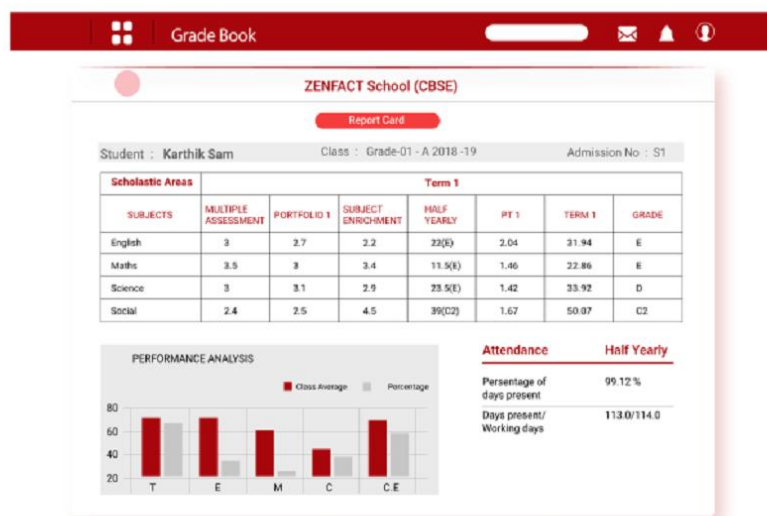 Grade Book
ZENFACT School (CBSE)
Report Card
Student : Karthik Sam Class : Grade-01 - A 2018 -19 Admission No : S1
Scholastic Areas Term 1
SUBJECTS MULTIPLE ASSESSMENT PORTFOLIO 1 SUBJECT ENRICHMENT HALF YEARLY PT 1 TERM 1 GRADE
English 3 2.7 2.2 22(E) 2.04 31.94 E
Maths 3.5 3 3.4 11.5(E) 1.46 22.86 E
Science 3 3.1 2.9 23.5(E) 1.42 33.92 D
Social 2.4 2.5 4.5 39(C2) 1.67 50.07 C2
PERFORMANCE ANALYSIS
Class Average Percentage
80
60
40
20
T E M C C.E
Attendance Half Yearly
Persentage of days present 99.12 %
Days present/ Working days 113.0/114.0